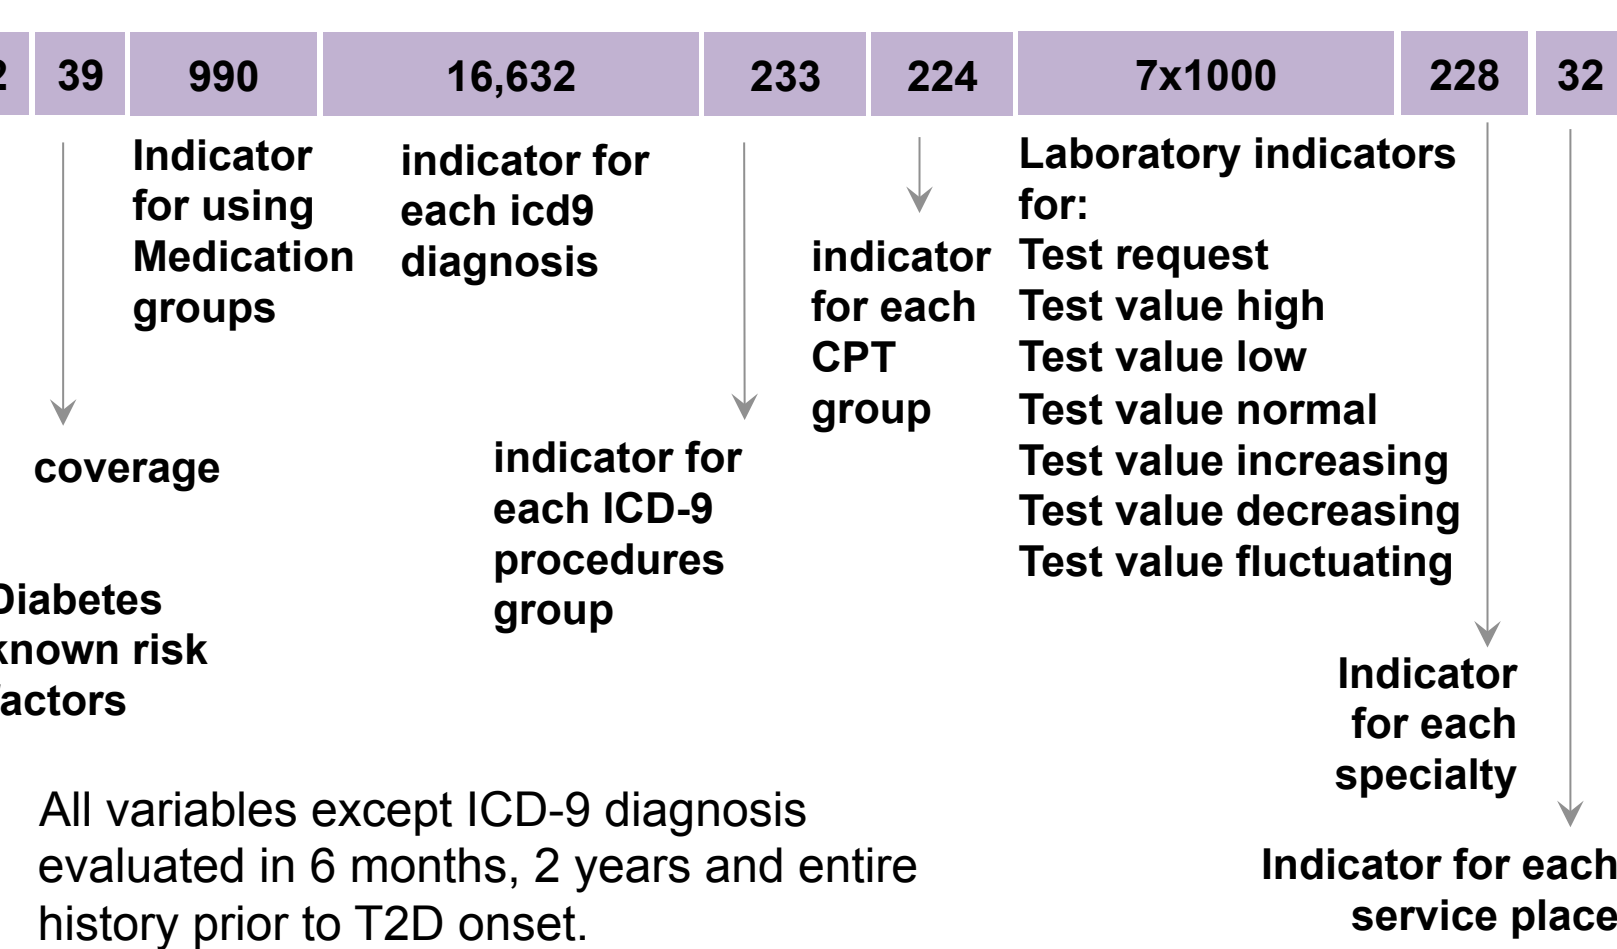 2 39 990 16,632 233 224 7x1000 228 32
Indicator
for using
Medication
groups
indicator for
each icd9
diagnosis
indicator
for each
CPT
group
Laboratory indicators
for:
Test request
Test value high
Test value low
Test value normal
Test value increasing
Test value decreasing
Test value fluctuating
coverage
indicator for
each ICD-9
procedures
group
Diabetes
known risk
factors
Indicator
for each
specialty
Indicator for each
service place
All variables except ICD-9 diagnosis
evaluated in 6 months, 2 years and entire
history prior to T2D onset.